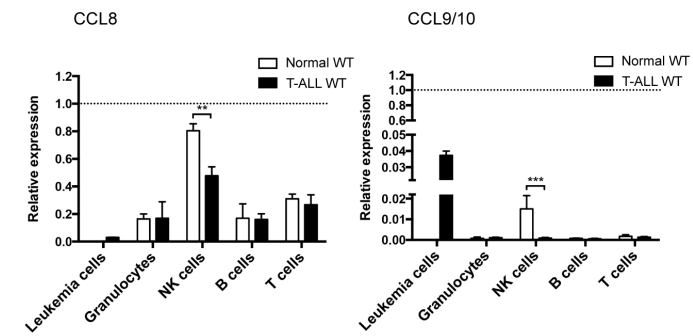 CCL8
Normal WT
T-ALL WT
Relative expression
1.2
1.0
0.8
0.6
0.4
0.2
0.0
**
Leukemia cells
Granulocytes
NK cells
B cells
T cells
CCL9/10
Normal WT
T-ALL WT
Relative expression
1.2
1.0
0.8
0.6
0.05
0.04
0.03
0.02
0.01
0.00
***
Leukemia cells
Granulocytes
NK cells
B cells
T cells